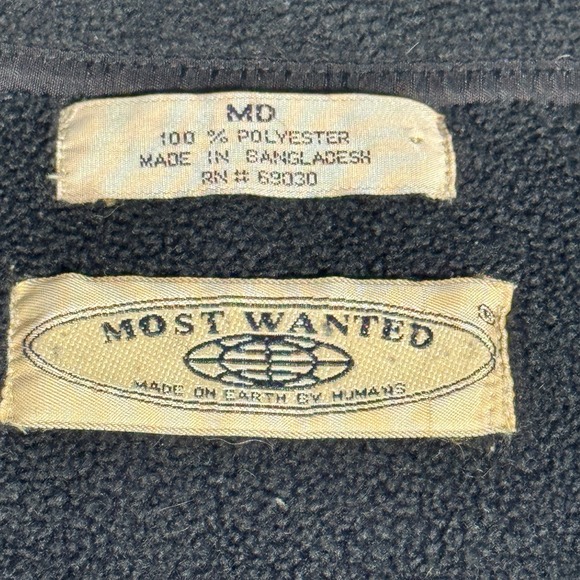 MD
100 % POLYESTER
MADE IN BANGLADESH
RN # 69030
MOST WANTED
MADE ON EARTH BY HUMANS